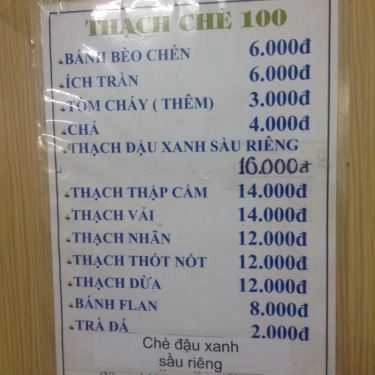 THẠCH CHÈ 100
BÁNH BÈO CHÉN 6.000đ
ÍCH TRẦN 6.000đ
TÔM CHÁY ( THÊM) 3.000đ
CHẢ 4.000đ
THẠCH ĐẬU XANH SẦU RIÊNG
16.000đ
THẠCH THẬP CẨM 14.000đ
THẠCH VẢI 14.000đ
THẠCH NHÃN 12.000đ
THẠCH THỐT NỐT 12.000đ
THẠCH DỪA 12.000đ
BÁNH FLAN 8.000đ
TRÀ ĐÁ 2.000đ
Chè đậu xanh
sầu riêng